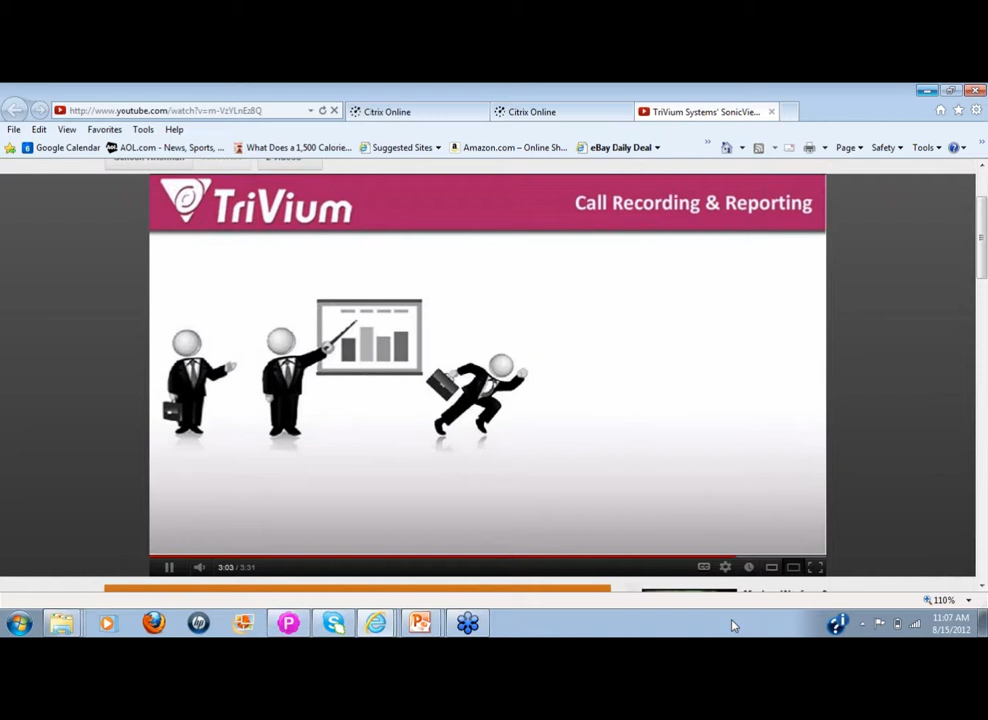 http://www.youtube.com/watch?v=m-VzYLnEz8Q
Citrix Online
Citrix Online
TriVium Systems' SonicVie...
File Edit View Favorites Tools Help
Google Calendar
AOL.com - News, Sports, ...
What Does a 1,500 Calorie...
Suggested Sites
Amazon.com – Online Sh...
eBay Daily Deal
Page
Safety
Tools
TriVium
Call Recording & Reporting
3:03 / 3:31
CC
110%
11:07 AM
8/15/2012